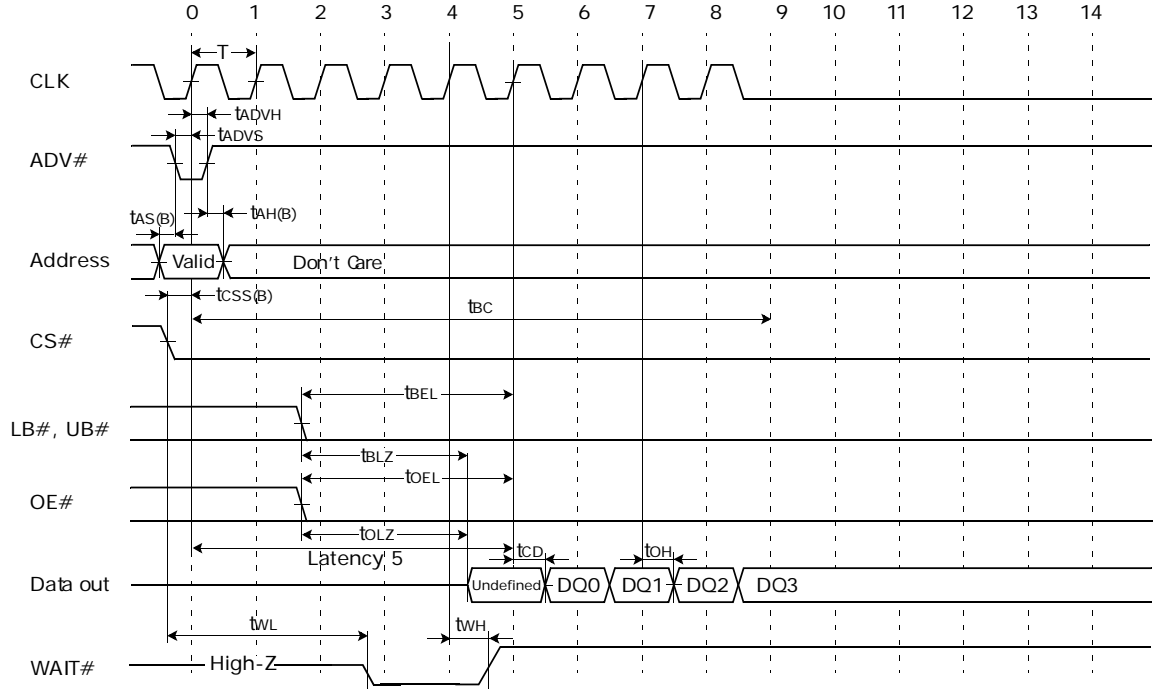 0 1 2 3 4 5 6 7 8 9 10 11 12 13 14
T
CLK
tADVH
tADVS
ADV#
tAS(B)
tAH(B)
Address
Valid
Don't Care
tCSS(B)
tBC
CS#
tBEL
LB#, UB#
tBLZ
tOEL
OE#
tOLZ
Latency 5
tCD
tOH
Data out
Undefined DQ0 DQ1 DQ2 DQ3
tWL
tWH
High-Z
WAIT#